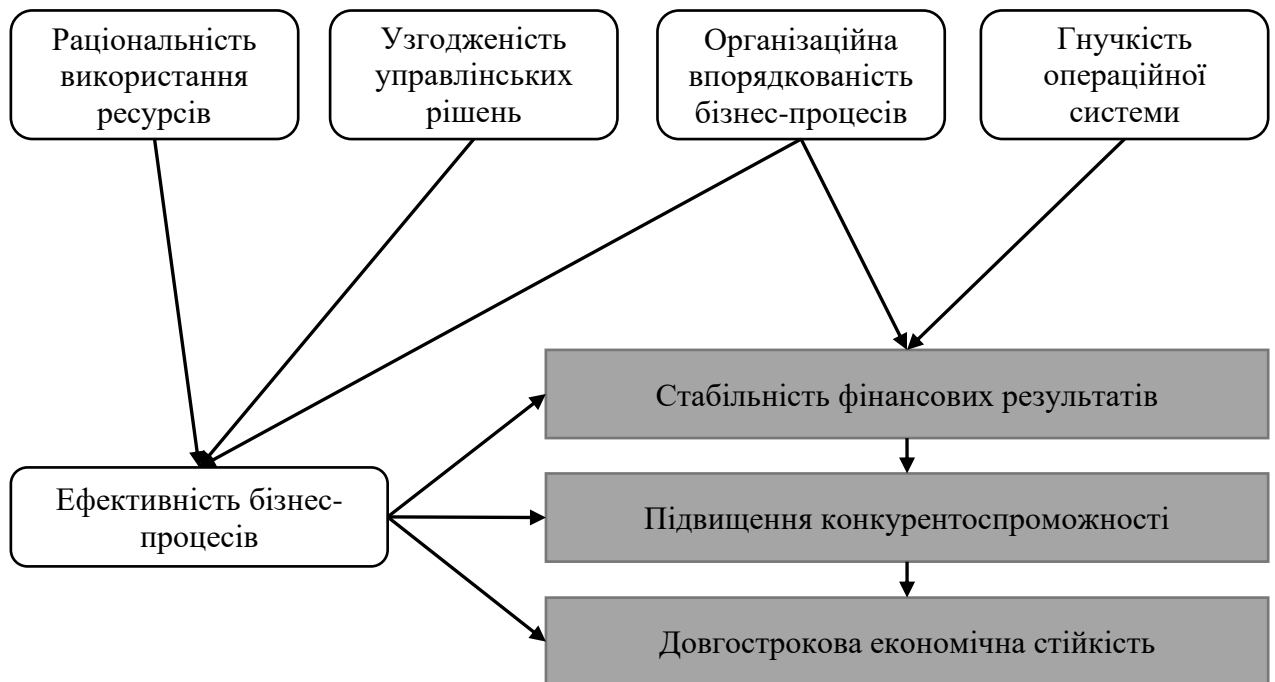 Раціональність
використання
ресурсів
Узгодженість
управлінських
рішень
Організаційна
впорядкованість
бізнес-процесів
Гнучкість
операційної
системи
Стабільність фінансових результатів
Ефективність бізнес-
процесів
Підвищення конкурентоспроможності
Довгострокова економічна стійкість